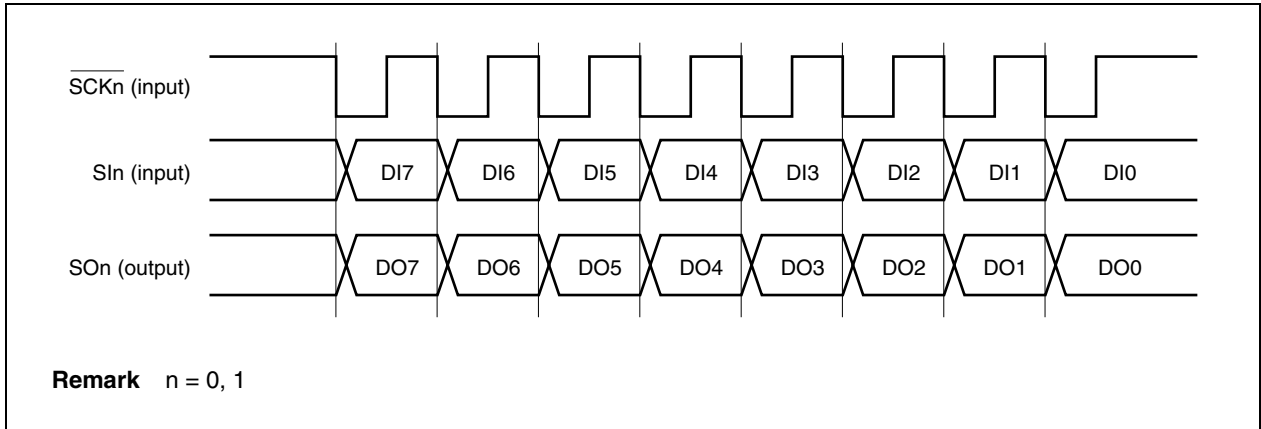 SCKn (input)
SIn (input) DI7 DI6 DI5 DI4 DI3 DI2 DI1 DI0
SOn (output) DO7 DO6 DO5 DO4 DO3 DO2 DO1 DO0
Remark n = 0, 1